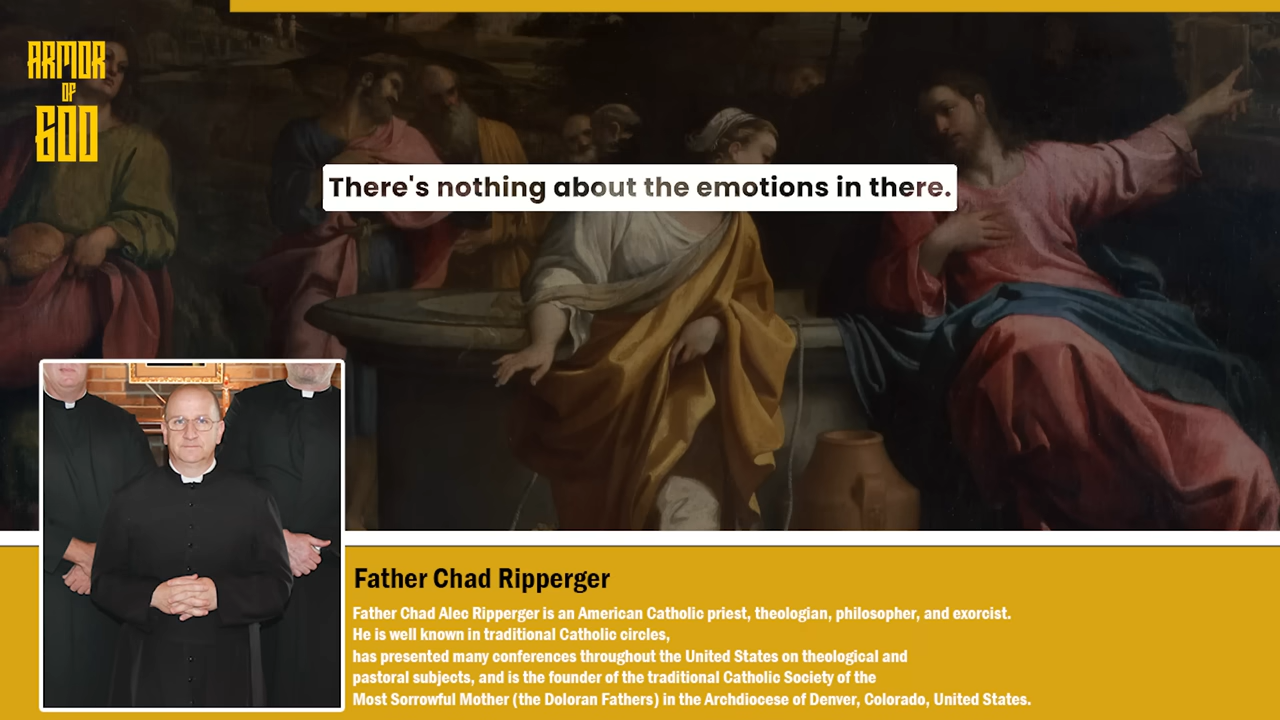 ARMOR
OF
GOD
There's nothing about the emotions in there.
Father Chad Ripperger
Father Chad Alec Ripperger is an American Catholic priest, theologian, philosopher, and exorcist.
He is well known in traditional Catholic circles,
has presented many conferences throughout the United States on theological and
pastoral subjects, and is the founder of the traditional Catholic Society of the
Most Sorrowful Mother (the Doloran Fathers) in the Archdiocese of Denver, Colorado, United States.